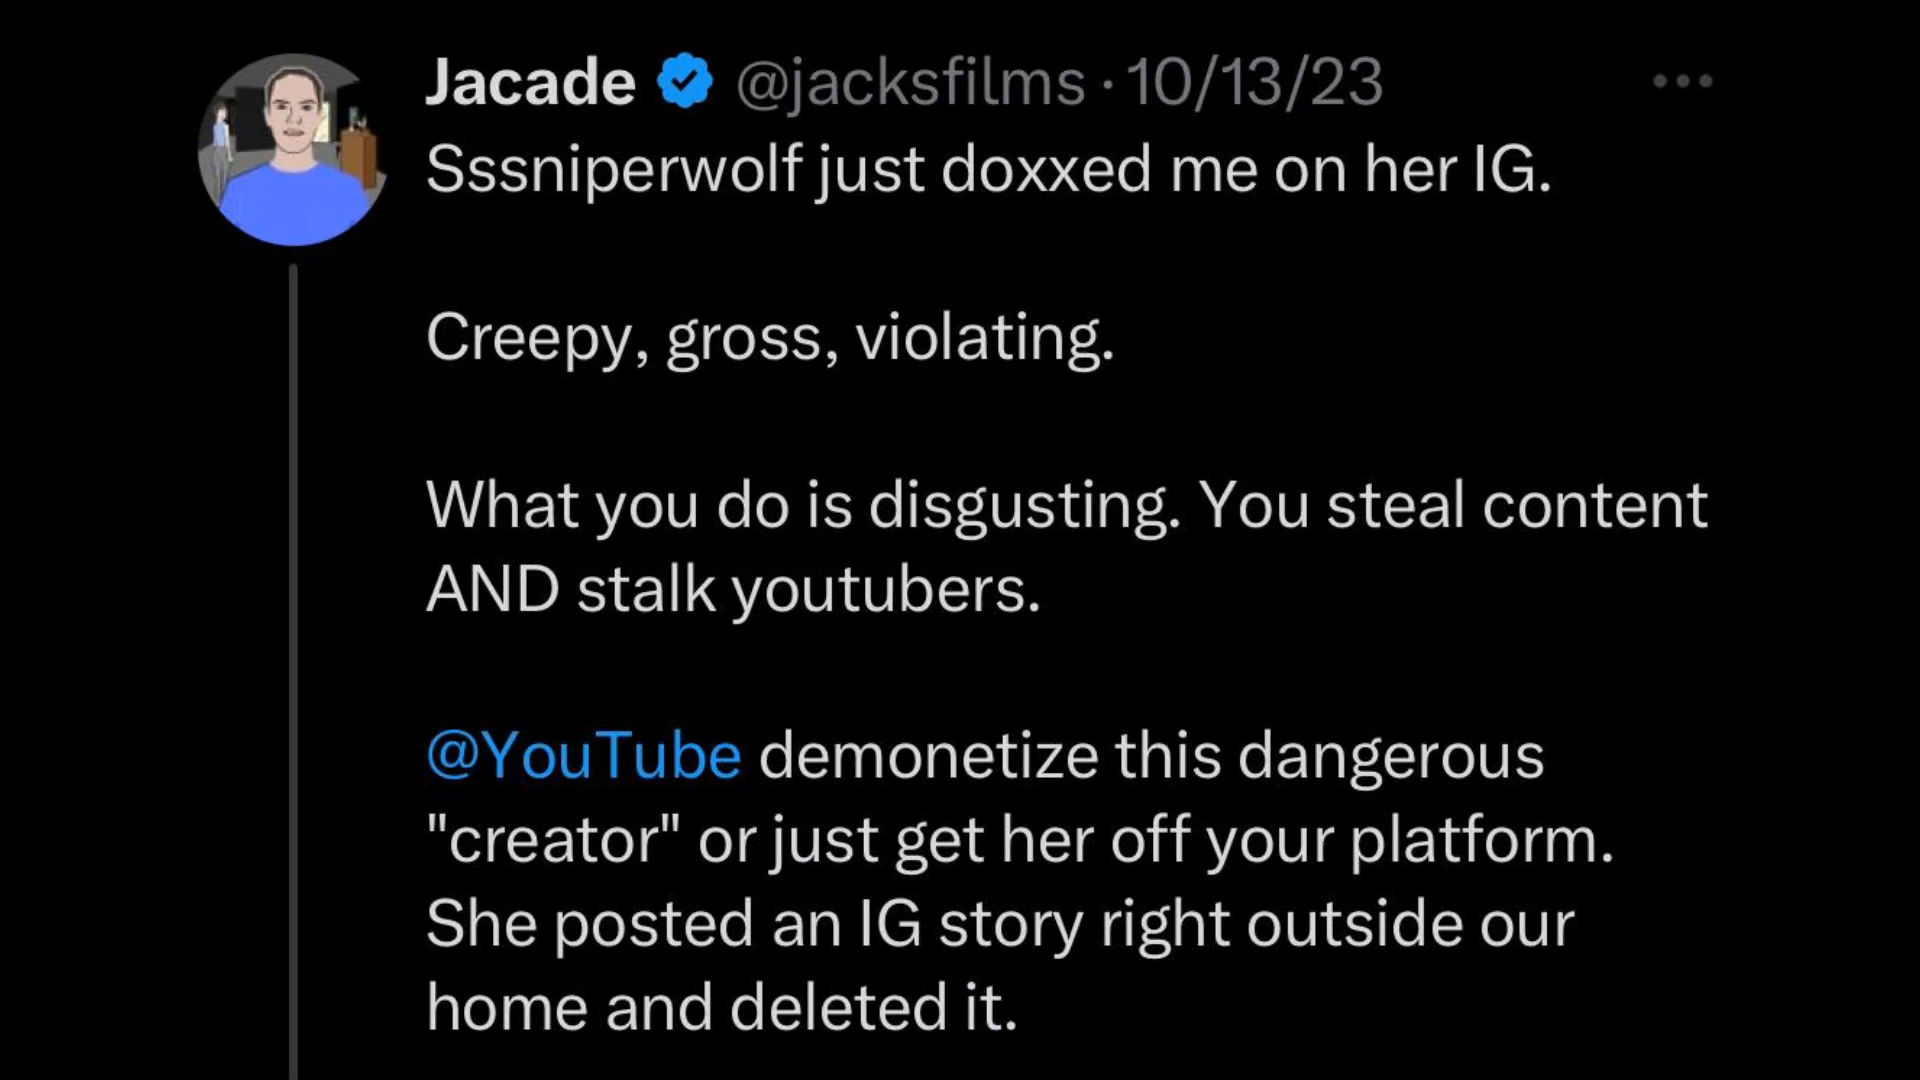 Jacade @jacksfilms · 10/13/23
Sssniperwolf just doxxed me on her IG.
Creepy, gross, violating.
What you do is disgusting. You steal content
AND stalk youtubers.
@YouTube demonetize this dangerous
"creator" or just get her off your platform.
She posted an IG story right outside our
home and deleted it.